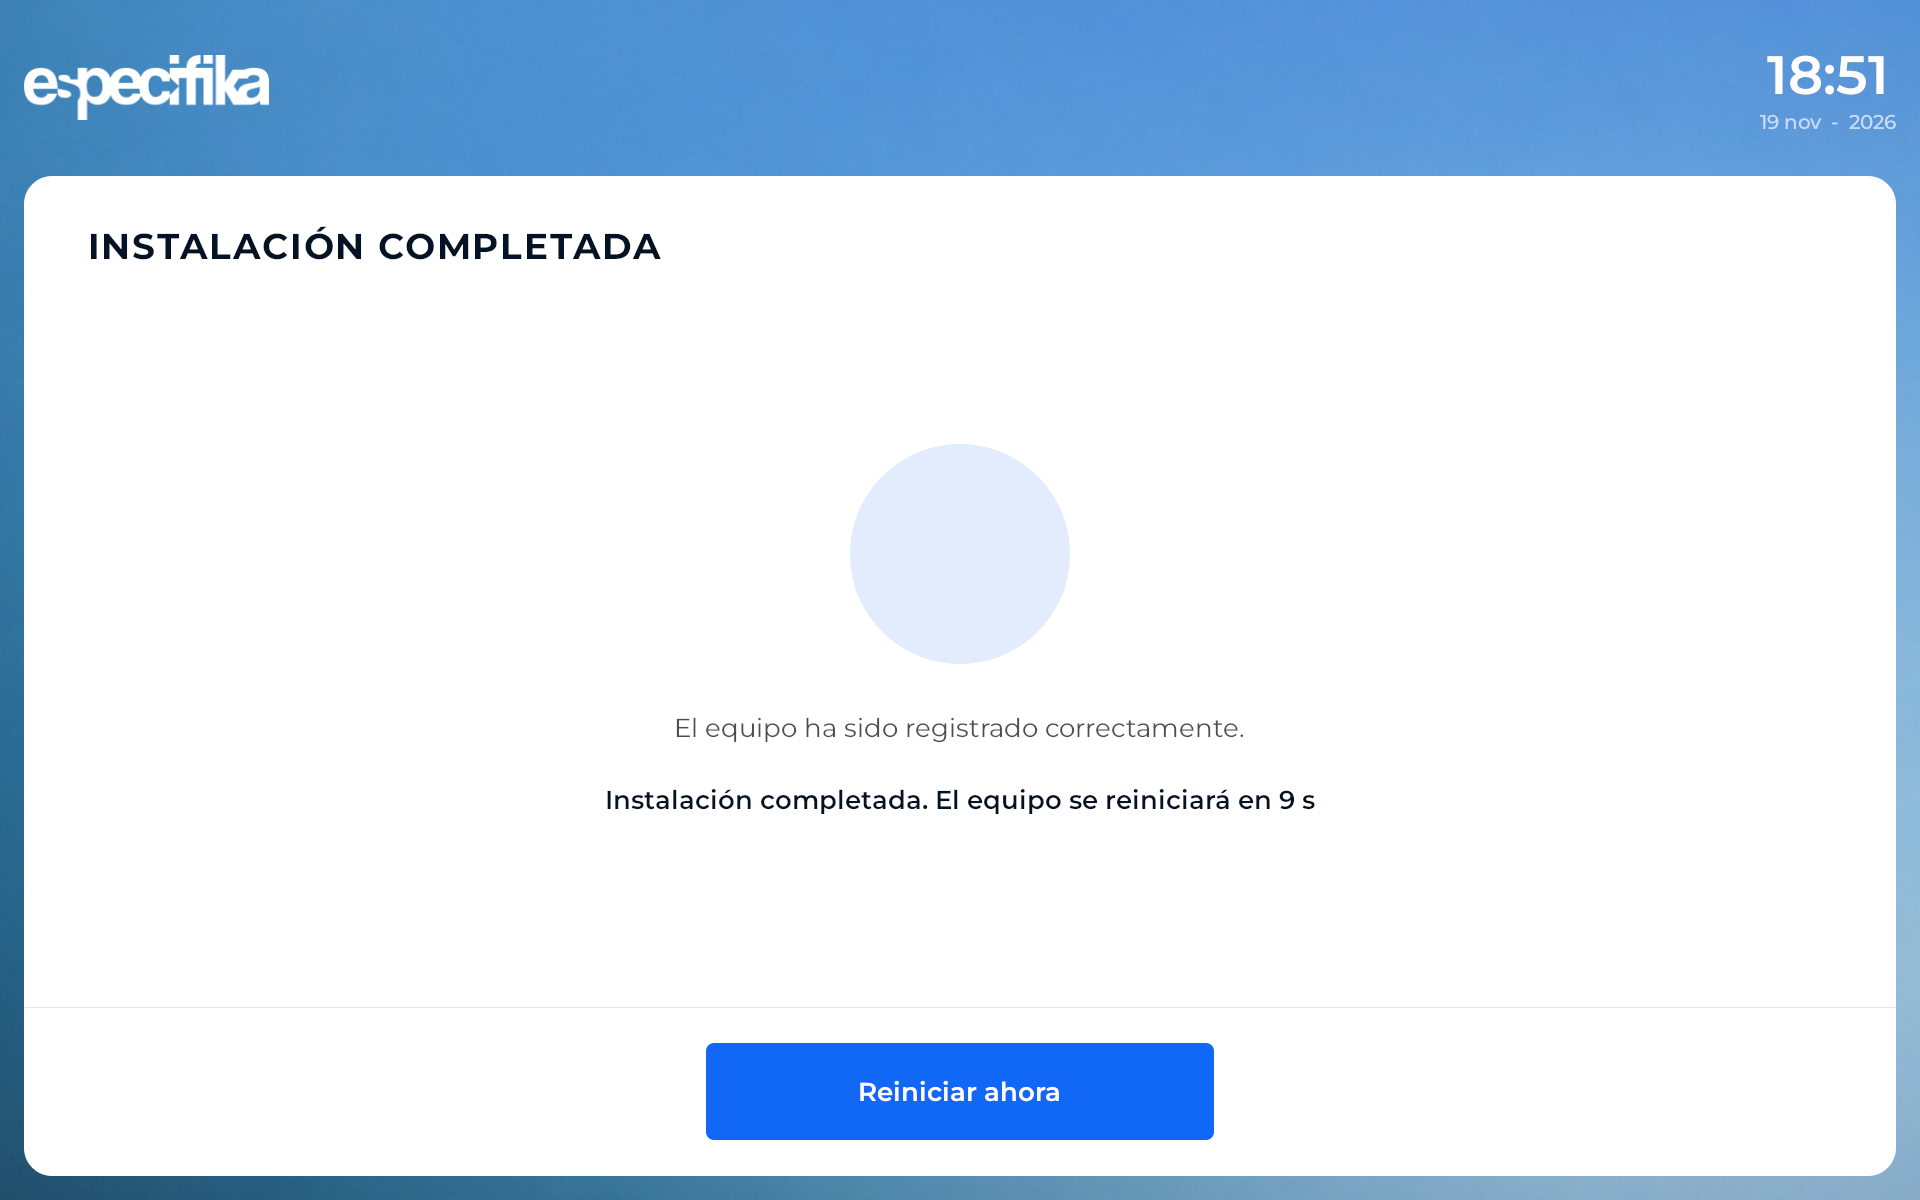 especifika
18:51
19 nov - 2026
INSTALACIÓN COMPLETADA
El equipo ha sido registrado correctamente.
Instalación completada. El equipo se reiniciará en 9 s
Reiniciar ahora